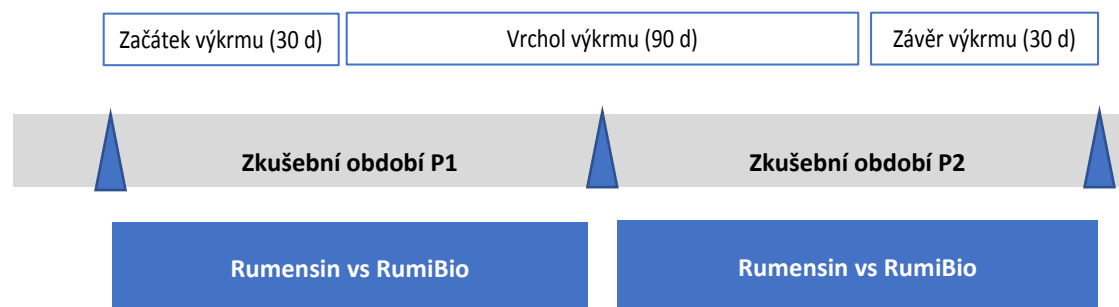 Začátek výkrmu (30 d)
Vrchol výkrmu (90 d)
Závěr výkrmu (30 d)
Zkušební období P1
Zkušební období P2
Rumensin vs RumiBio
Rumensin vs RumiBio